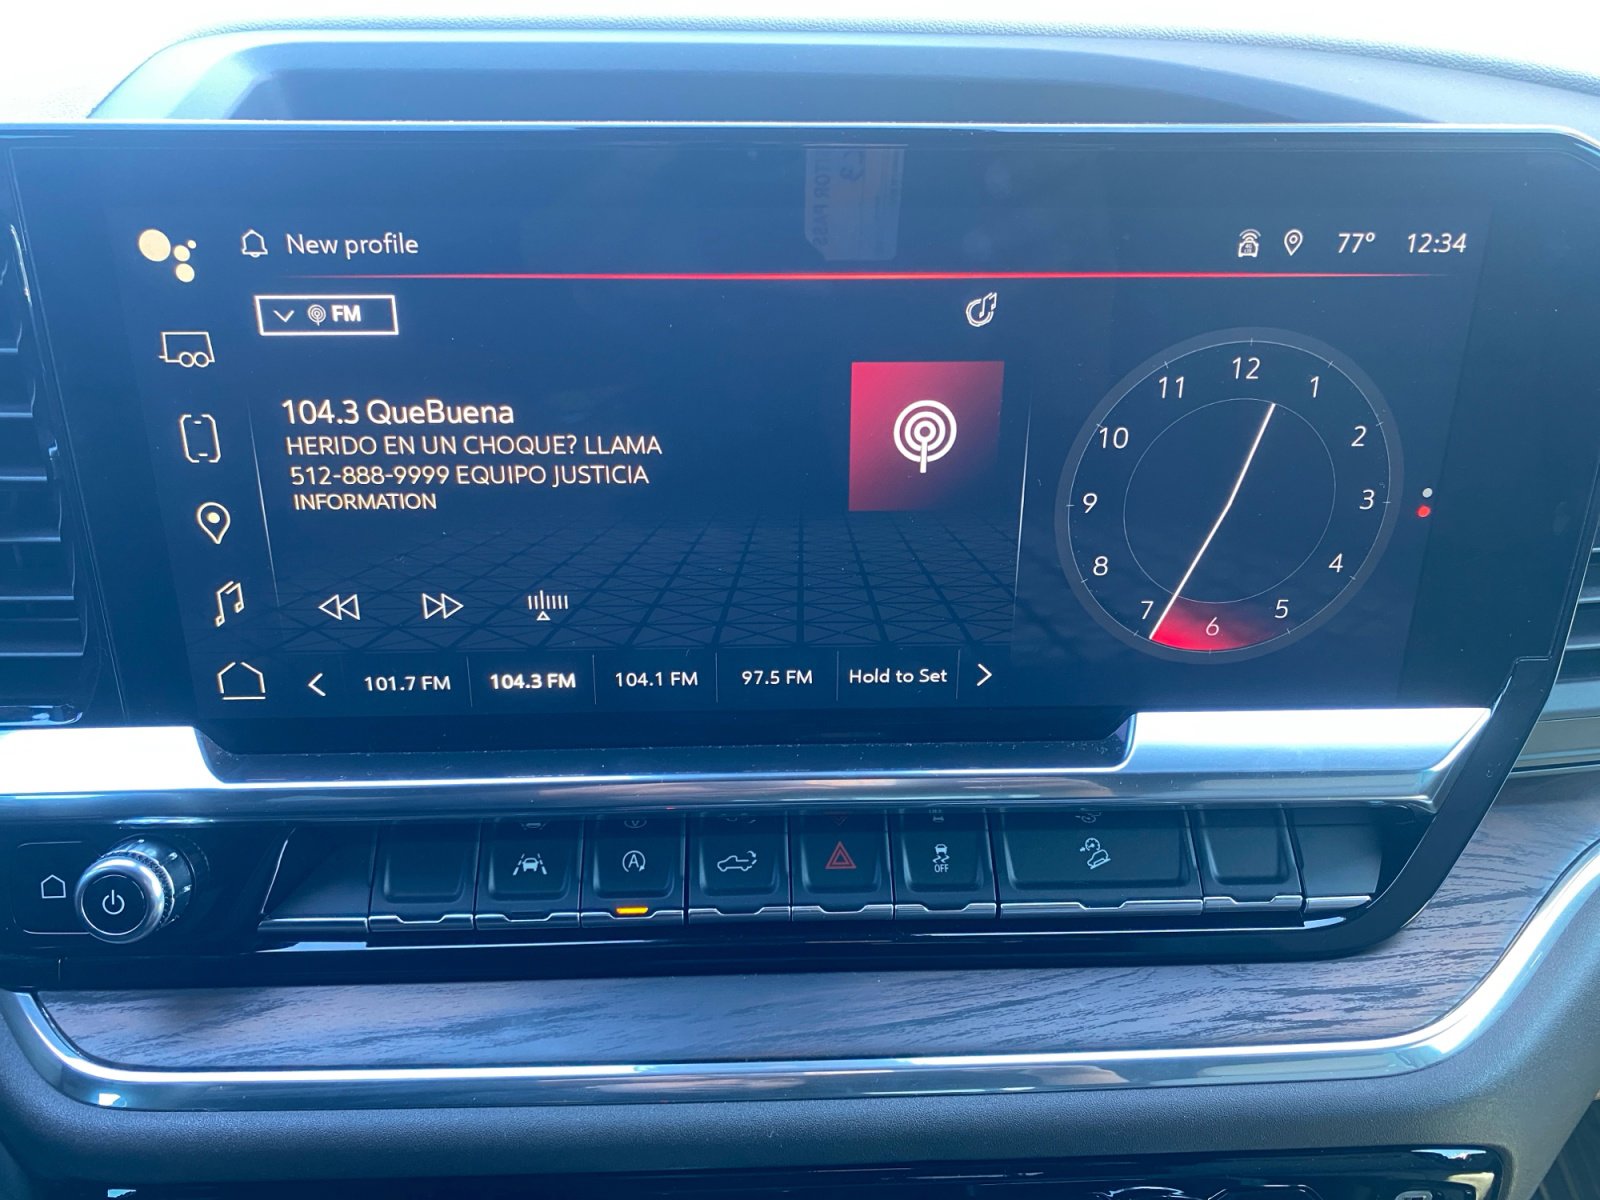 New profile
77° 12:34
FM
104.3 QueBuena
HERIDO EN UN CHOQUE? LLAMA
512-888-9999 EQUIPO JUSTICIA
INFORMATION
12
1
2
3
4
5
6
7
8
9
10
11
101.7 FM 104.3 FM 104.1 FM 97.5 FM Hold to Set
A
OFF